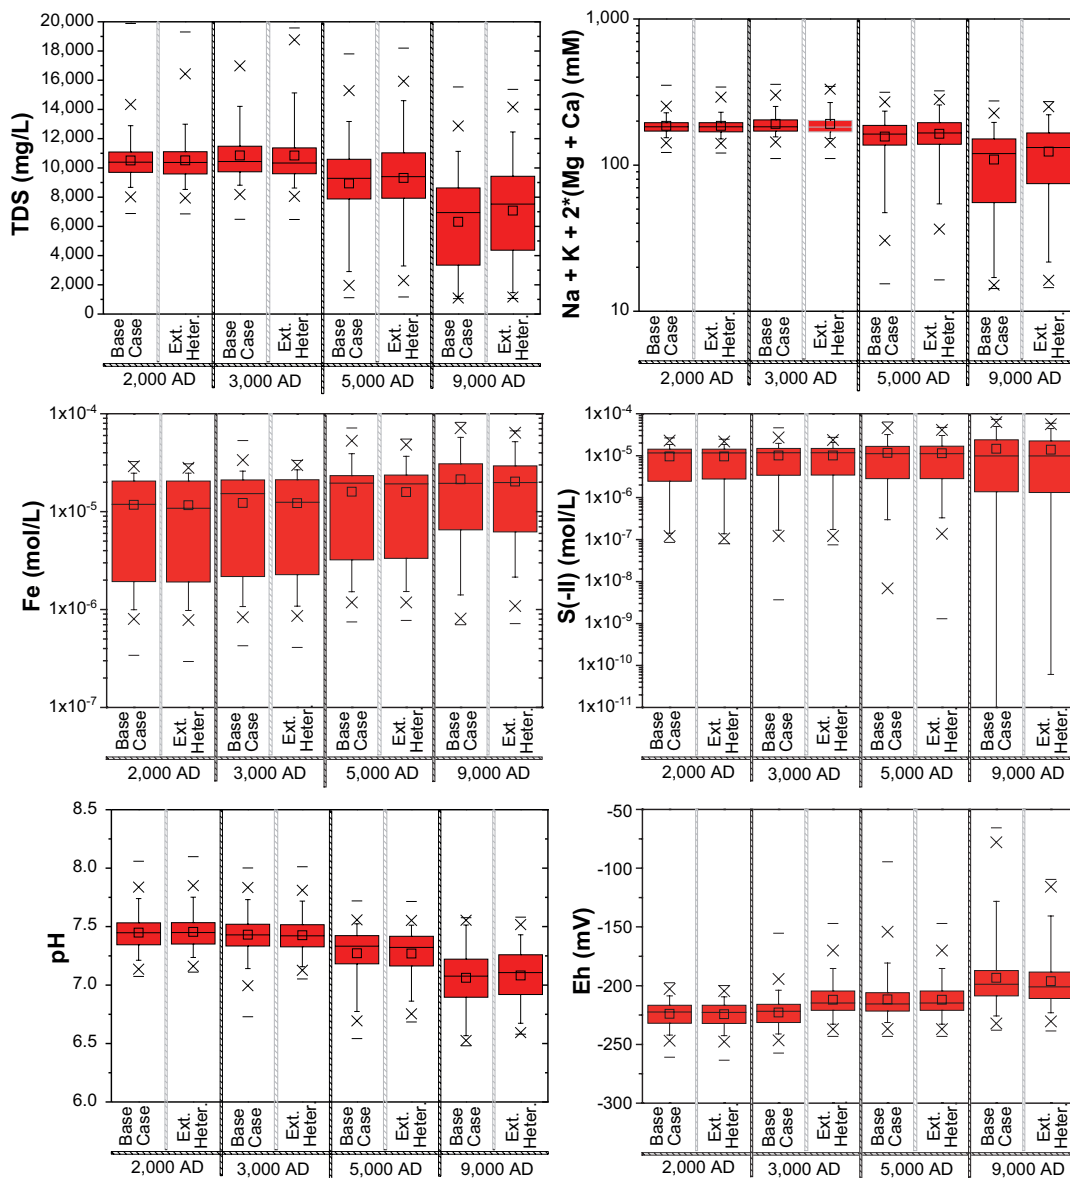 TDS (mg/L)
20,000
18,000
16,000
14,000
12,000
10,000
8,000
6,000
4,000
2,000
0
Base Case
Ext. Heter.
Base Case
Ext. Heter.
Base Case
Ext. Heter.
Base Case
Ext. Heter.
2,000 AD
3,000 AD
5,000 AD
9,000 AD
Na + K + 2*(Mg + Ca) (mM)
1,000
100
10
Base Case
Ext. Heter.
Base Case
Ext. Heter.
Base Case
Ext. Heter.
Base Case
Ext. Heter.
2,000 AD
3,000 AD
5,000 AD
9,000 AD
Fe (mol/L)
1x10⁻⁴
1x10⁻⁵
1x10⁻⁶
1x10⁻⁷
Base Case
Ext. Heter.
Base Case
Ext. Heter.
Base Case
Ext. Heter.
Base Case
Ext. Heter.
2,000 AD
3,000 AD
5,000 AD
9,000 AD
S(-II) (mol/L)
1x10⁻⁴
1x10⁻⁵
1x10⁻⁶
1x10⁻⁷
1x10⁻⁸
1x10⁻⁹
1x10⁻¹⁰
1x10⁻¹¹
Base Case
Ext. Heter.
Base Case
Ext. Heter.
Base Case
Ext. Heter.
Base Case
Ext. Heter.
2,000 AD
3,000 AD
5,000 AD
9,000 AD
pH
8.5
8.0
7.5
7.0
6.5
6.0
Base Case
Ext. Heter.
Base Case
Ext. Heter.
Base Case
Ext. Heter.
Base Case
Ext. Heter.
2,000 AD
3,000 AD
5,000 AD
9,000 AD
Eh (mV)
-50
-100
-150
-200
-250
-300
Base Case
Ext. Heter.
Base Case
Ext. Heter.
Base Case
Ext. Heter.
Base Case
Ext. Heter.
2,000 AD
3,000 AD
5,000 AD
9,000 AD